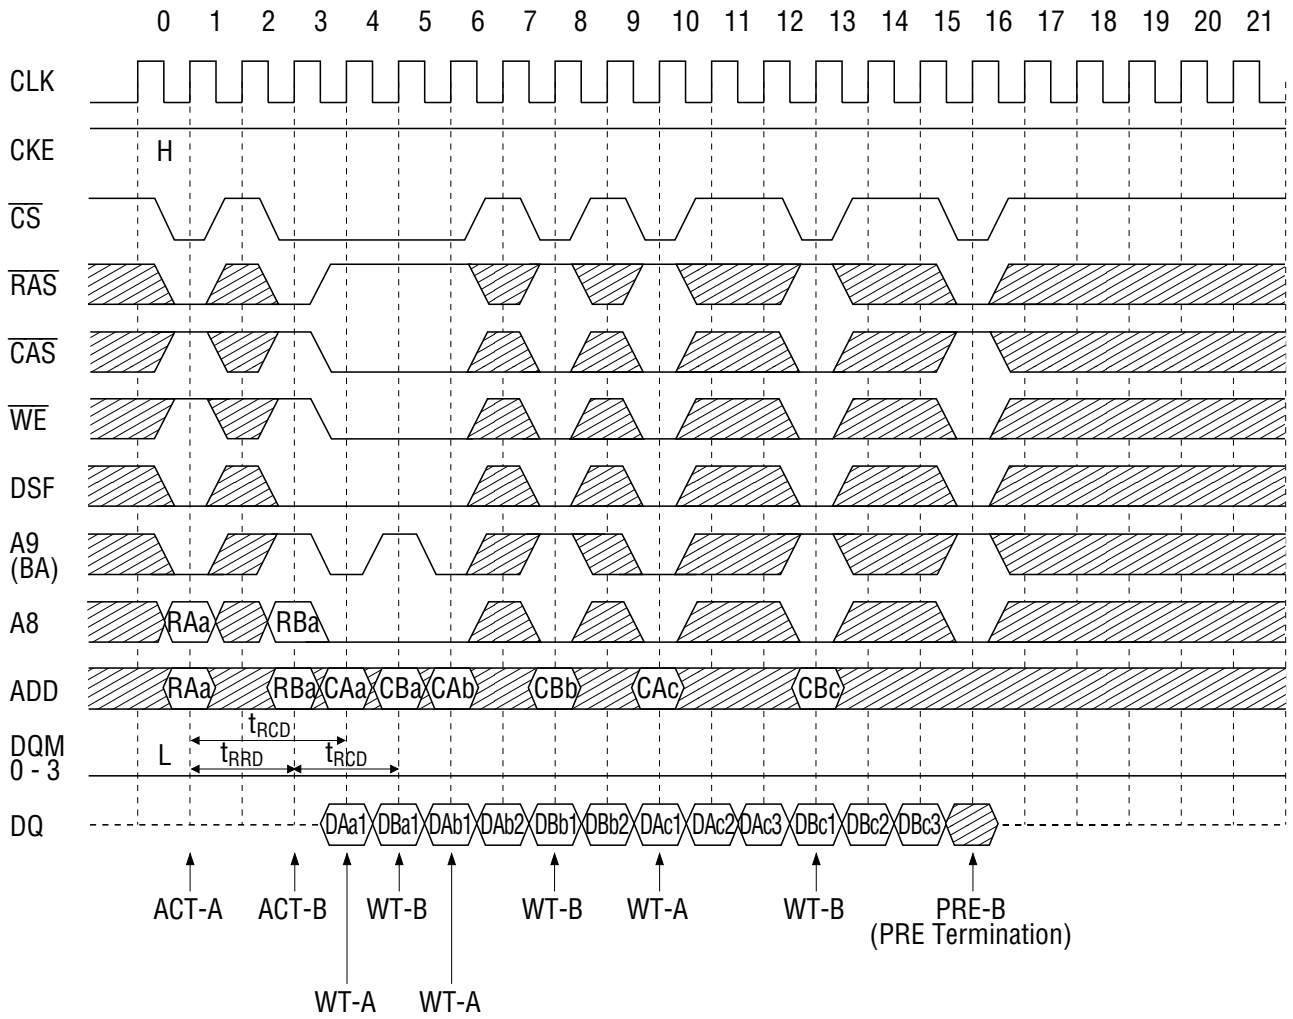 0 1 2 3 4 5 6 7 8 9 10 11 12 13 14 15 16 17 18 19 20 21
CLK
CKE H
CS
RAS
CAS
WE
DSF
A9
(BA)
A8 RAa RBa
ADD RAa RBa CAa CBa CAb CBb CAc CBc
tRCD
DQM
0 - 3 L tRRD tRCD
DQ DAa1 DBa1 DAb1 DAb2 DBb1 DBb2 DAc1 DAc2 DAc3 DBc1 DBc2 DBc3
ACT-A ACT-B WT-B WT-B WT-A WT-B PRE-B
(PRE Termination)
WT-A WT-A